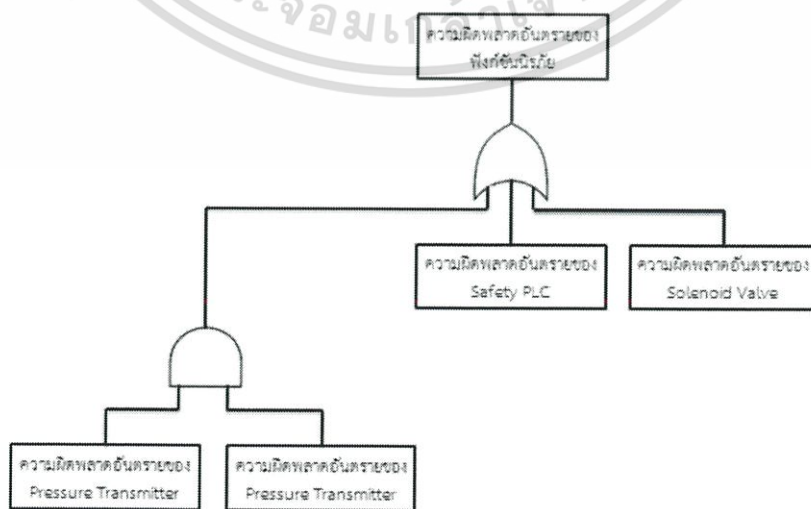 ความผิดพลาดอันตรายของ
ฟังก์ชันนิรภัย
ความผิดพลาดอันตรายของ
Safety PLC
ความผิดพลาดอันตรายของ
Solenoid Valve
ความผิดพลาดอันตรายของ
Pressure Transmitter
ความผิดพลาดอันตรายของ
Pressure Transmitter